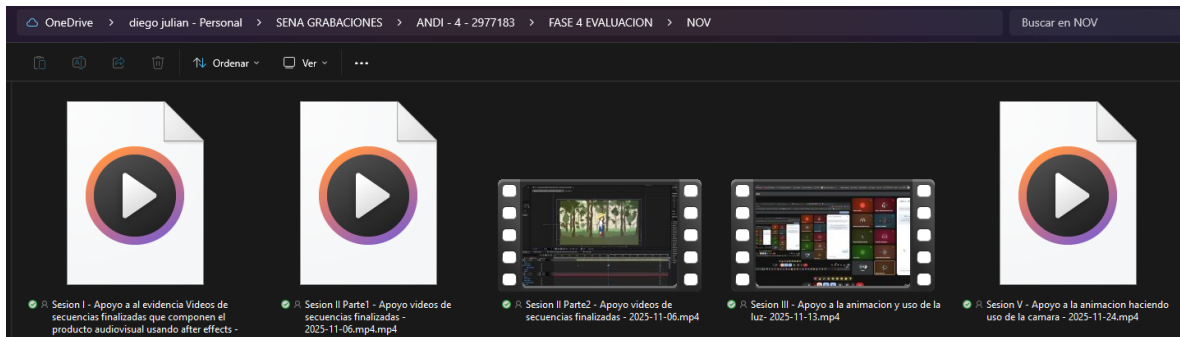 OneDrive > diego julian - Personal > SENA GRABACIONES > ANDI - 4 - 2977183 > FASE 4 EVALUACION > NOV
Buscar en NOV
Ordenar
Ver
Sesion I - Apoyo a al evidencia Videos de
secuencias finalizadas que componen el
producto audiovisual usando after effects -
Sesion II Parte1 - Apoyo videos de
secuencias finalizadas -
2025-11-06.mp4.mp4
Sesion II Parte2 - Apoyo videos de
secuencias finalizadas - 2025-11-06.mp4
Sesion III - Apoyo a la animacion y uso de la
luz- 2025-11-13.mp4
Sesion V - Apoyo a la animacion haciendo
uso de la camara - 2025-11-24.mp4